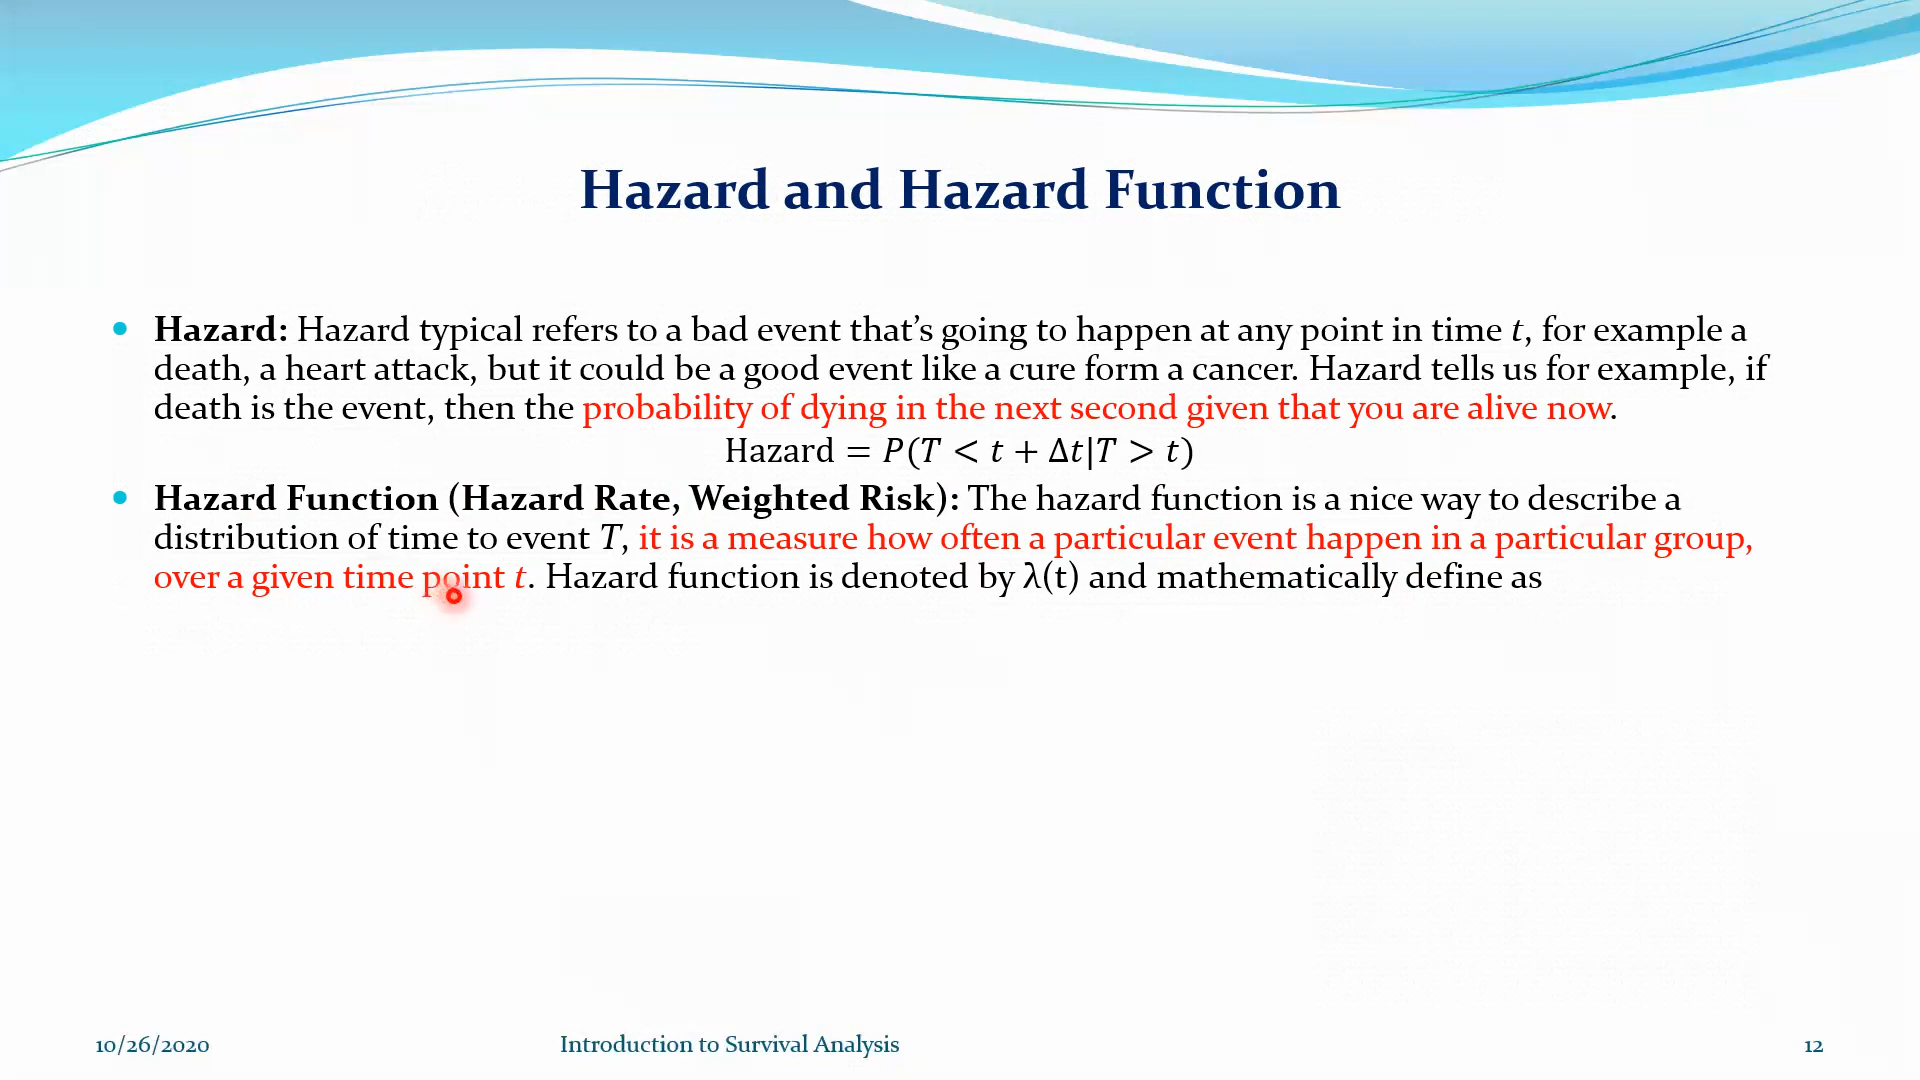 Hazard and Hazard Function
• Hazard: Hazard typical refers to a bad event that’s going to happen at any point in time t, for example a
death, a heart attack, but it could be a good event like a cure form a cancer. Hazard tells us for example, if
death is the event, then the probability of dying in the next second given that you are alive now.
Hazard = P(T < t + Δt|T > t)
• Hazard Function (Hazard Rate, Weighted Risk): The hazard function is a nice way to describe a
distribution of time to event T, it is a measure how often a particular event happen in a particular group,
over a given time point t. Hazard function is denoted by λ(t) and mathematically define as
10/26/2020
Introduction to Survival Analysis
12